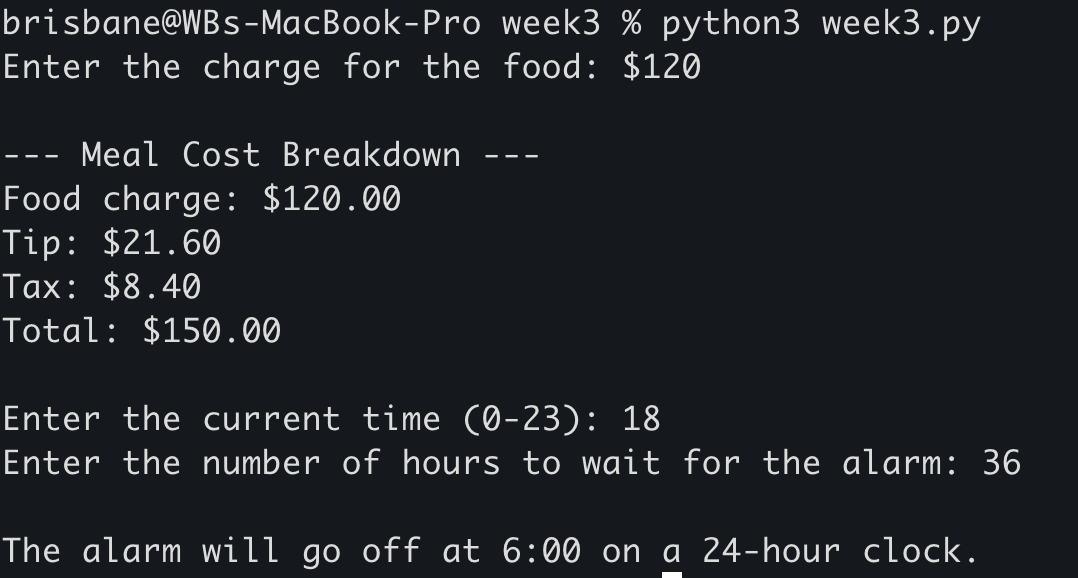 brisbane@WBs-MacBook-Pro week3 % python3 week3.py
Enter the charge for the food: $120
--- Meal Cost Breakdown ---
Food charge: $120.00
Tip: $21.60
Tax: $8.40
Total: $150.00
Enter the current time (0-23): 18
Enter the number of hours to wait for the alarm: 36
The alarm will go off at 6:00 on a 24-hour clock.